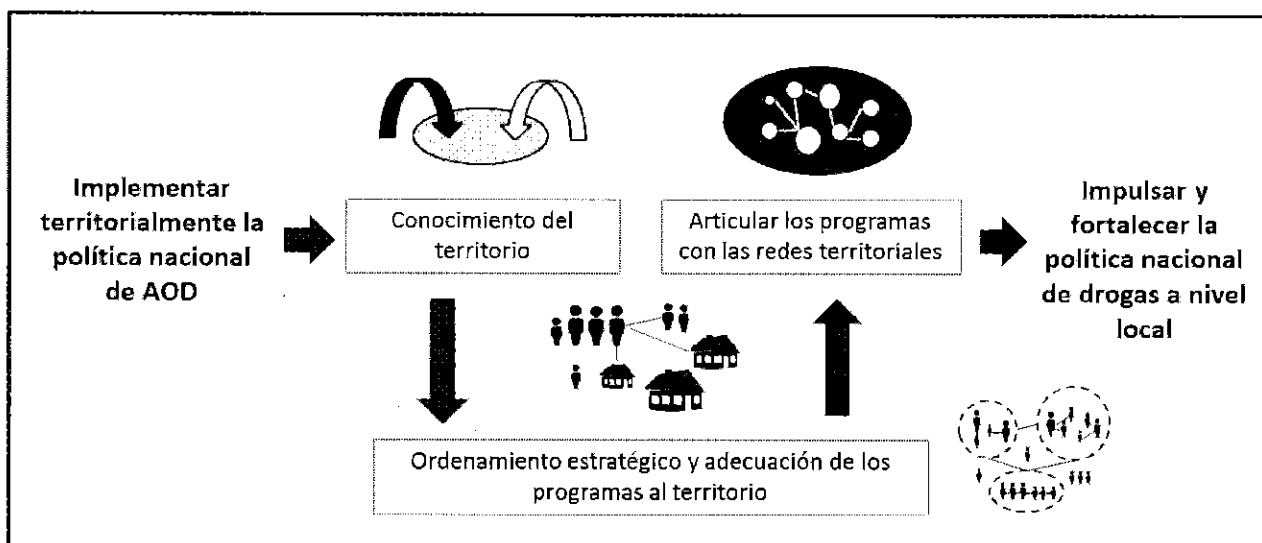 Implementar
territorialmente la
política nacional
de AOD
Conocimiento del
territorio
Articular los programas
con las redes territoriales
Impulsar y
fortalecer la
política nacional
de drogas a nivel
local
Ordenamiento estratégico y adecuación de los
programas al territorio